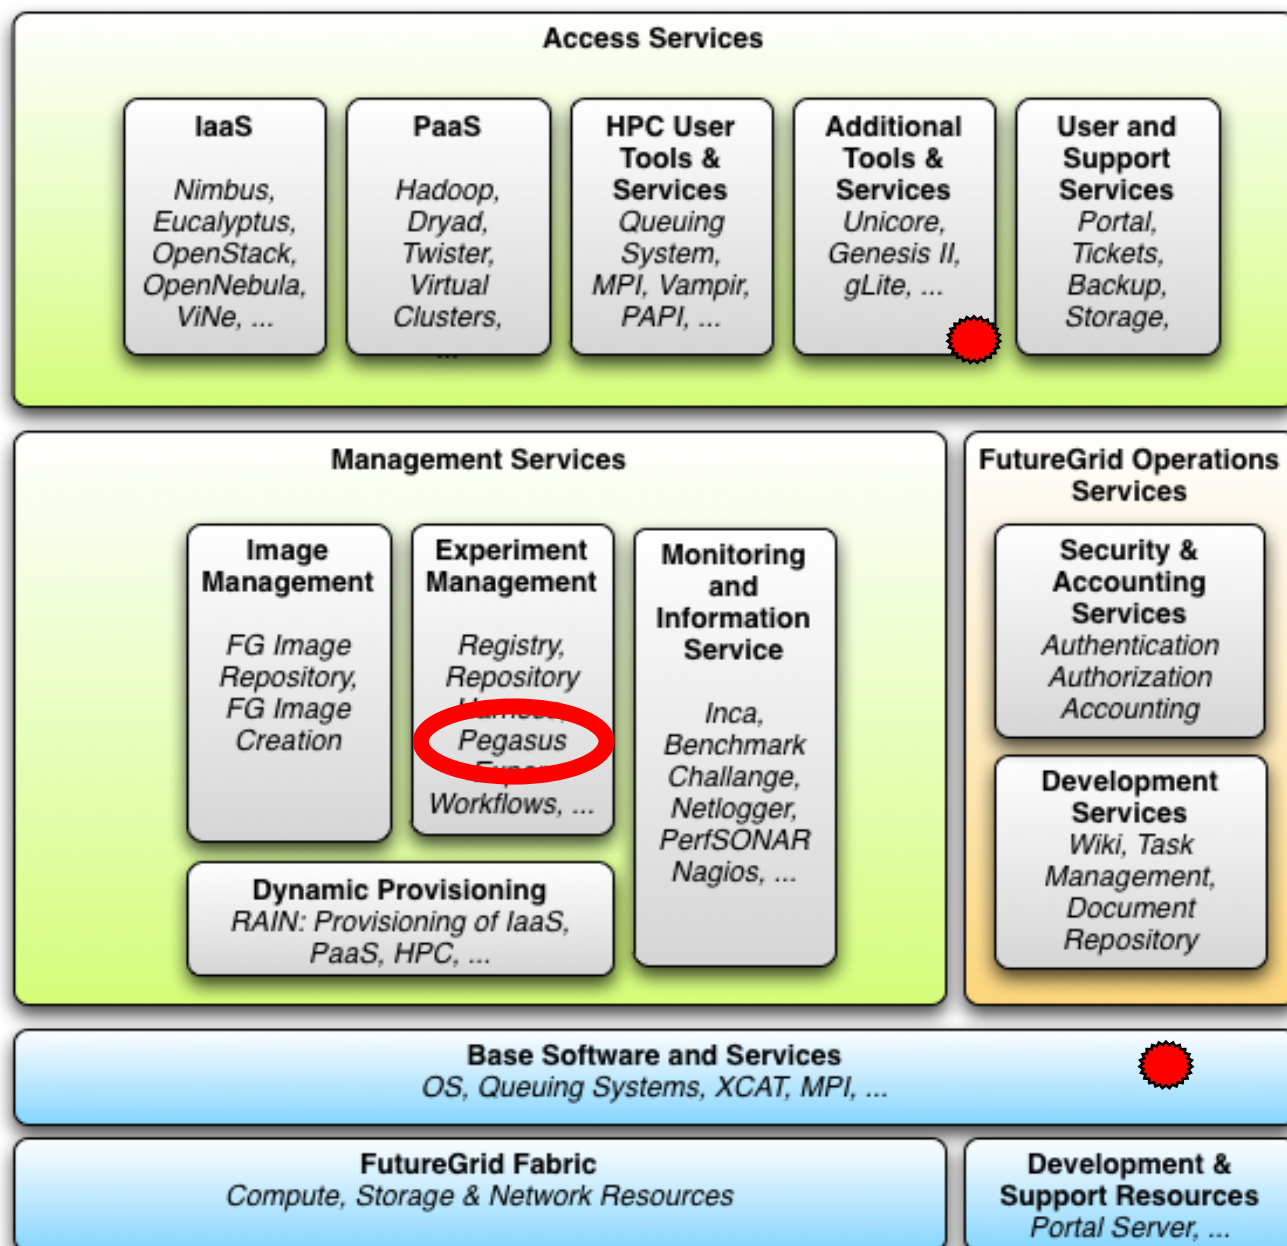 Access Services
IaaS
Nimbus,
Eucalyptus,
OpenStack,
OpenNebula,
ViNe, ...
PaaS
Hadoop,
Dryad,
Twister,
Virtual
Clusters,
...
HPC User
Tools &
Services
Queuing
System,
MPI, Vampir,
PAPI, ...
Additional
Tools &
Services
Unicore,
Genesis II,
gLite, ...
User and
Support
Services
Portal,
Tickets,
Backup,
Storage,
Management Services
Image
Management
FG Image
Repository,
FG Image
Creation
Experiment
Management
Registry,
Repository
Pegasus
Workflows, ...
Monitoring
and
Information
Service
Inca,
Benchmark
Challange,
Netlogger,
PerfSONAR
Nagios, ...
Dynamic Provisioning
RAIN: Provisioning of IaaS,
PaaS, HPC, ...
FutureGrid Operations
Services
Security &
Accounting
Services
Authentication
Authorization
Accounting
Development
Services
Wiki, Task
Management,
Document
Repository
Base Software and Services
OS, Queuing Systems, XCAT, MPI, ...
FutureGrid Fabric
Compute, Storage & Network Resources
Development &
Support Resources
Portal Server, ...